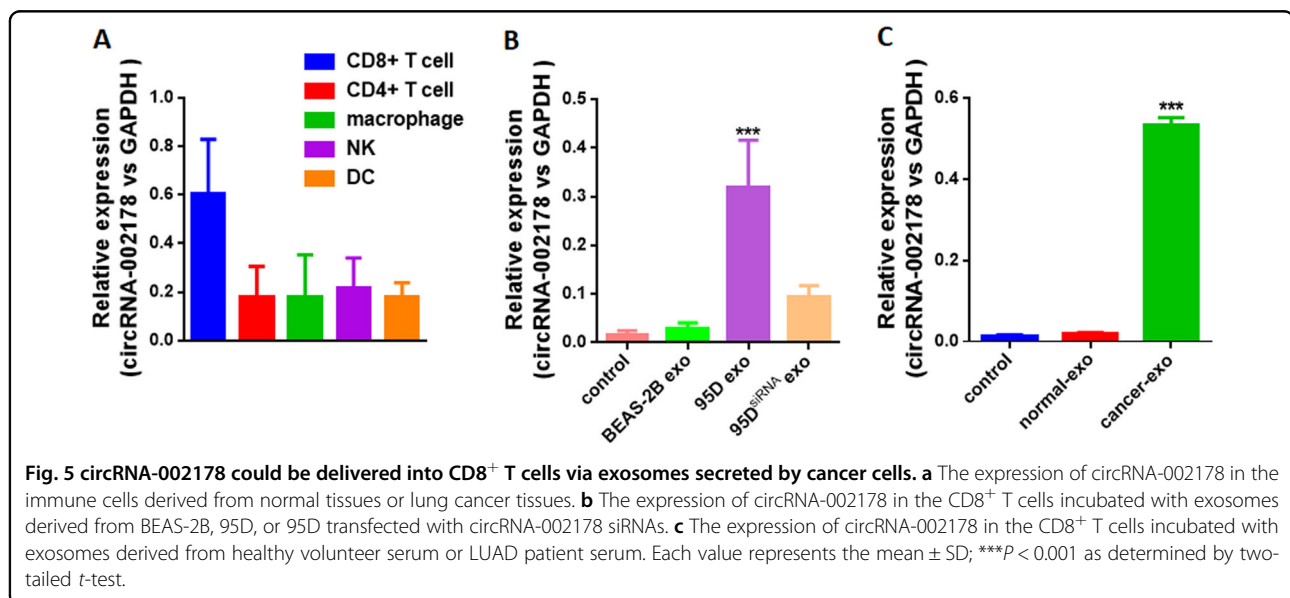 A
CD8+ T cell
CD4+ T cell
macrophage
NK
DC
Relative expression
(circRNA-002178 vs GAPDH )
1.0
0.8
0.6
0.4
0.2
0.0
B
Relative expression
(circRNA-002178 vs GAPDH )
0.5
0.4
0.3
0.2
0.1
0.0
***
control
BEAS-2B exo
95D exo
95D^siRNA exo
C
Relative expression
(circRNA-002178 vs GAPDH )
0.6
0.4
0.2
0.0
***
control
normal-exo
cancer-exo
Fig. 5 circRNA-002178 could be delivered into CD8⁺ T cells via exosomes secreted by cancer cells. a The expression of circRNA-002178 in the
immune cells derived from normal tissues or lung cancer tissues. b The expression of circRNA-002178 in the CD8⁺ T cells incubated with exosomes
derived from BEAS-2B, 95D, or 95D transfected with circRNA-002178 siRNAs. c The expression of circRNA-002178 in the CD8⁺ T cells incubated with
exosomes derived from healthy volunteer serum or LUAD patient serum. Each value represents the mean ± SD; ***P < 0.001 as determined by two-
tailed t-test.